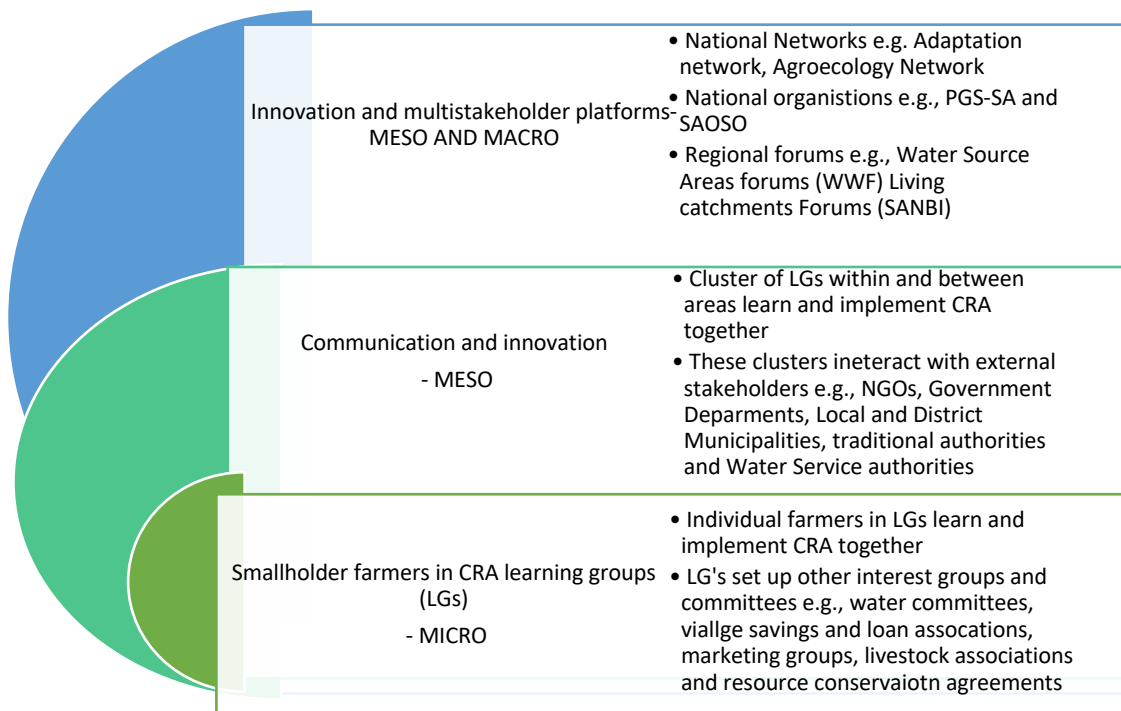 Innovation and multistakeholder platforms-
MESO AND MACRO
• National Networks e.g. Adaptation
network, Agroecology Network
• National organistions e.g., PGS-SA and
SAOSO
• Regional forums e.g., Water Source
Areas forums (WWF) Living
catchments Forums (SANBI)
Communication and innovation
- MESO
• Cluster of LGs within and between
areas learn and implement CRA
together
• These clusters ineteract with external
stakeholders e.g., NGOs, Government
Deparments, Local and District
Municipalities, traditional authorities
and Water Service authorities
Smallholder farmers in CRA learning groups
(LGs)
- MICRO
• Individual farmers in LGs learn and
implement CRA together
• LG's set up other interest groups and
committees e.g., water committees,
viallge savings and loan assocations,
marketing groups, livestock associations
and resource conservaiotn agreements